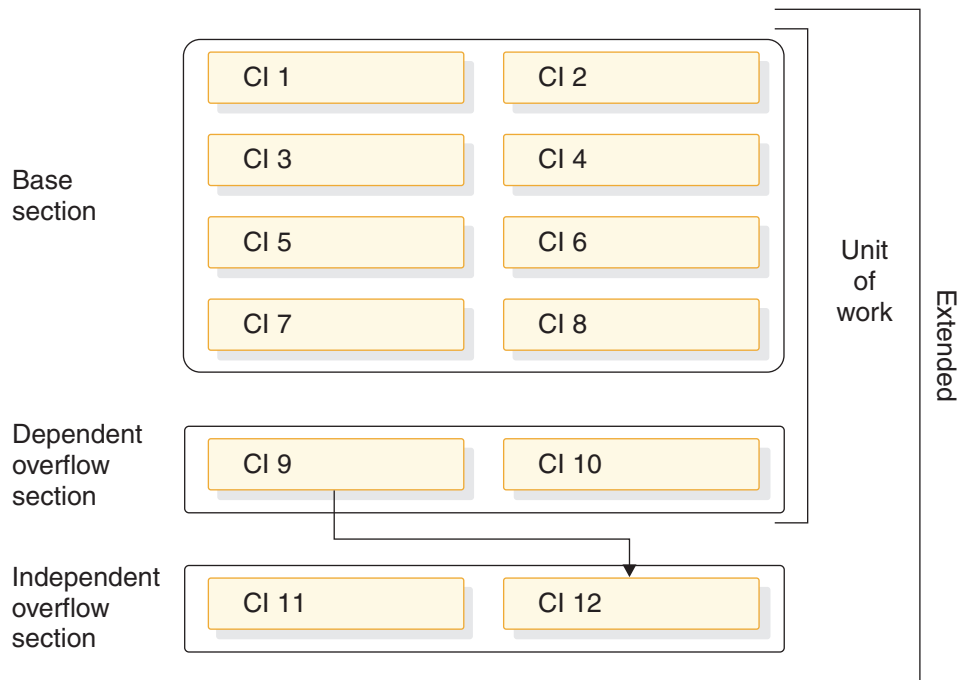 CI 1
CI 2
CI 3
CI 4
Base
section
CI 5
CI 6
CI 7
CI 8
Unit
of
work
Extended
Dependent
overflow
section
CI 9
CI 10
Independent
overflow
section
CI 11
CI 12